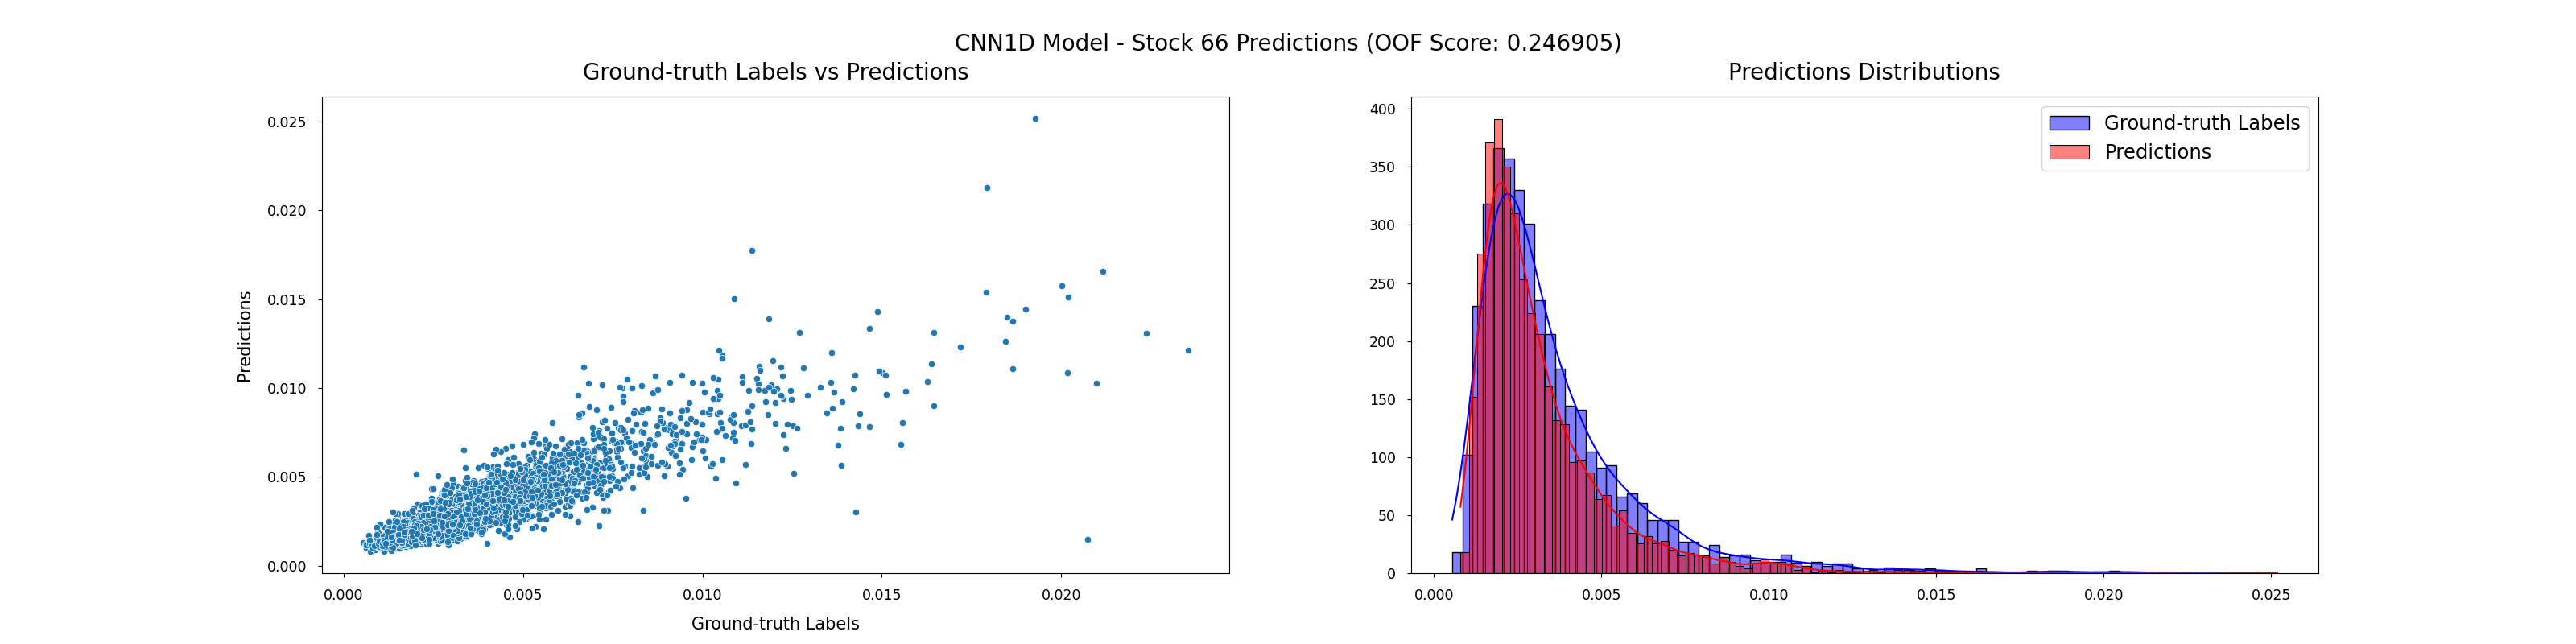 CNN1D Model - Stock 66 Predictions (OOF Score: 0.246905)
Ground-truth Labels vs Predictions
0.025
0.020
0.015
0.010
0.005
0.000
Predictions
0.000 0.005 0.010 0.015 0.020
Ground-truth Labels
Predictions Distributions
400
350
300
250
200
150
100
50
0
0.000 0.005 0.010 0.015 0.020 0.025
Ground-truth Labels
Predictions